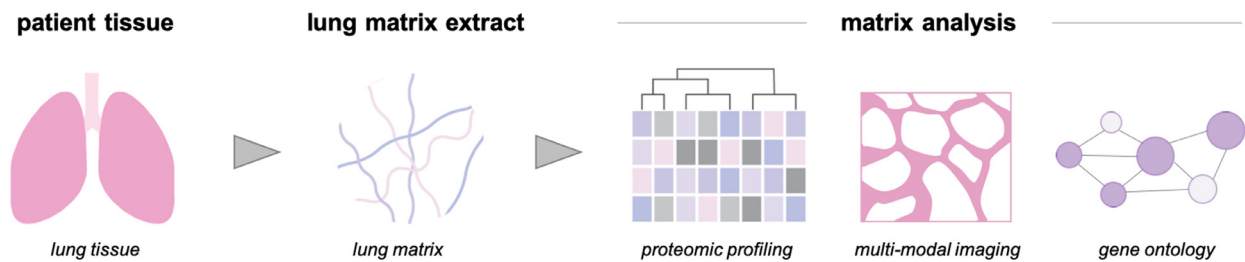 patient tissue
lung matrix extract
matrix analysis
lung tissue
lung matrix
proteomic profiling
multi-modal imaging
gene ontology